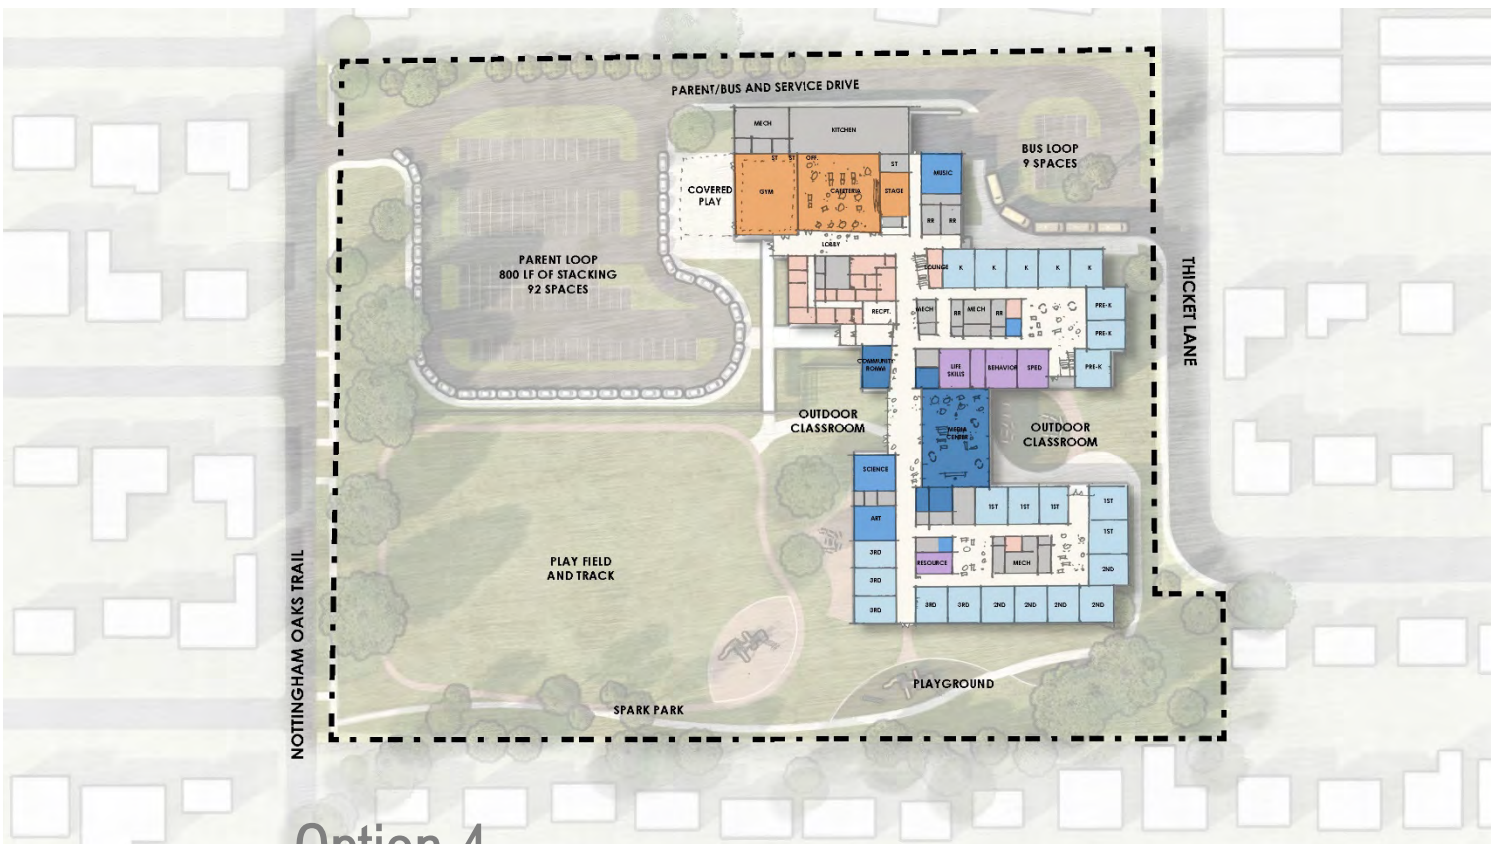 PARENT/BUS AND SERVICE DRIVE
MECH
KITCHEN
BUS LOOP
9 SPACES
ST
ST
OFF.
ST
MUSIC
COVERED
PLAY
GYM
CAFETERIA
STAGE
RR
RR
LOBBY
PARENT LOOP
800 LF OF STACKING
92 SPACES
LOUNGE
K
K
K
K
K
THICKET LANE
RECPT.
MECH
RR
MECH
RR
PRE-K
PRE-K
COMMUNITY
ROOM
LIFE
SKILLS
BEHAVIOR
SPED
PRE-K
OUTDOOR
CLASSROOM
MEDIA
CENTER
OUTDOOR
CLASSROOM
SCIENCE
ART
1ST
1ST
1ST
1ST
1ST
3RD
3RD
3RD
RESOURCE
MECH
2ND
PLAY FIELD
AND TRACK
3RD
3RD
2ND
2ND
2ND
2ND
NOTTINGHAM OAKS TRAIL
PLAYGROUND
SPARK PARK
Option 4